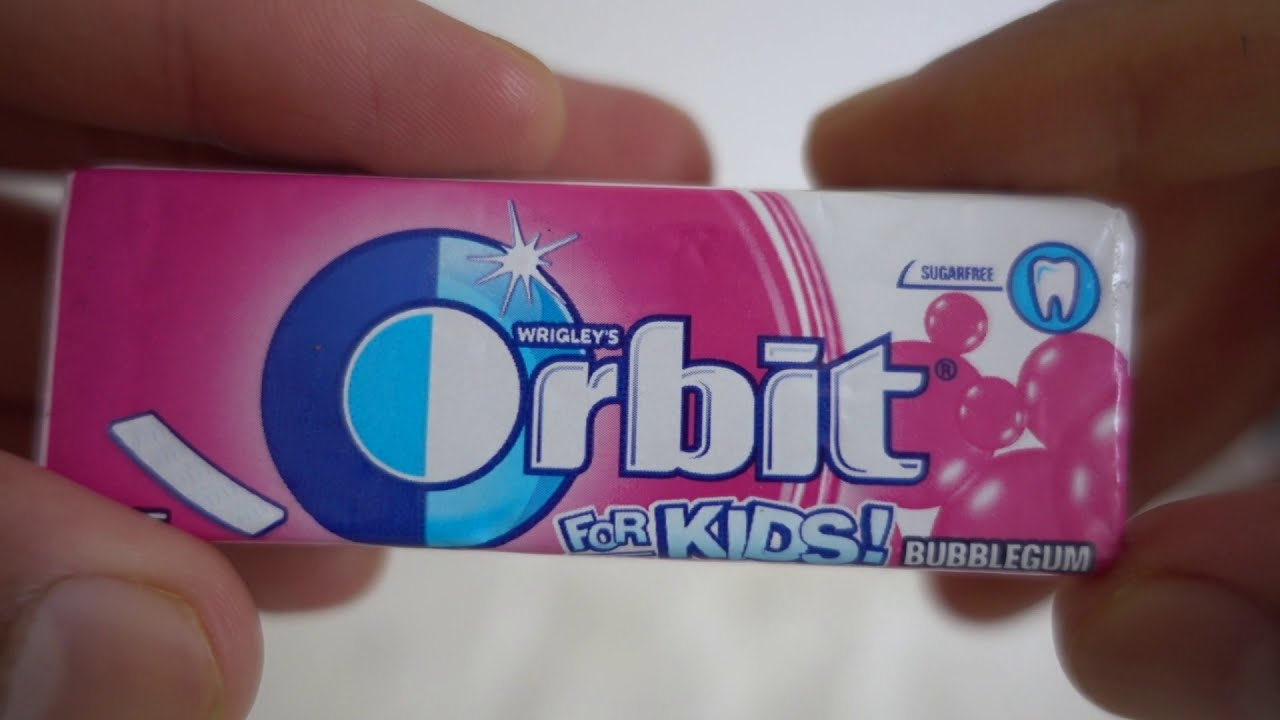 WRIGLEY'S
Orbit®
FOR KIDS!
SUGARFREE
BUBBLEGUM